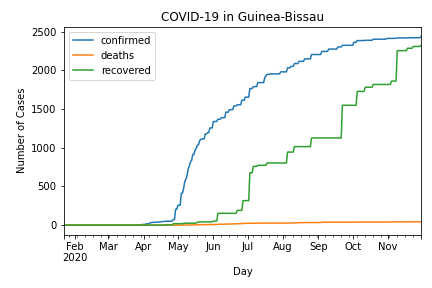 COVID-19 in Guinea-Bissau
confirmed
deaths
recovered
Number of Cases
2500
2000
1500
1000
500
0
Feb Mar Apr May Jun Jul Aug Sep Oct Nov
2020
Day